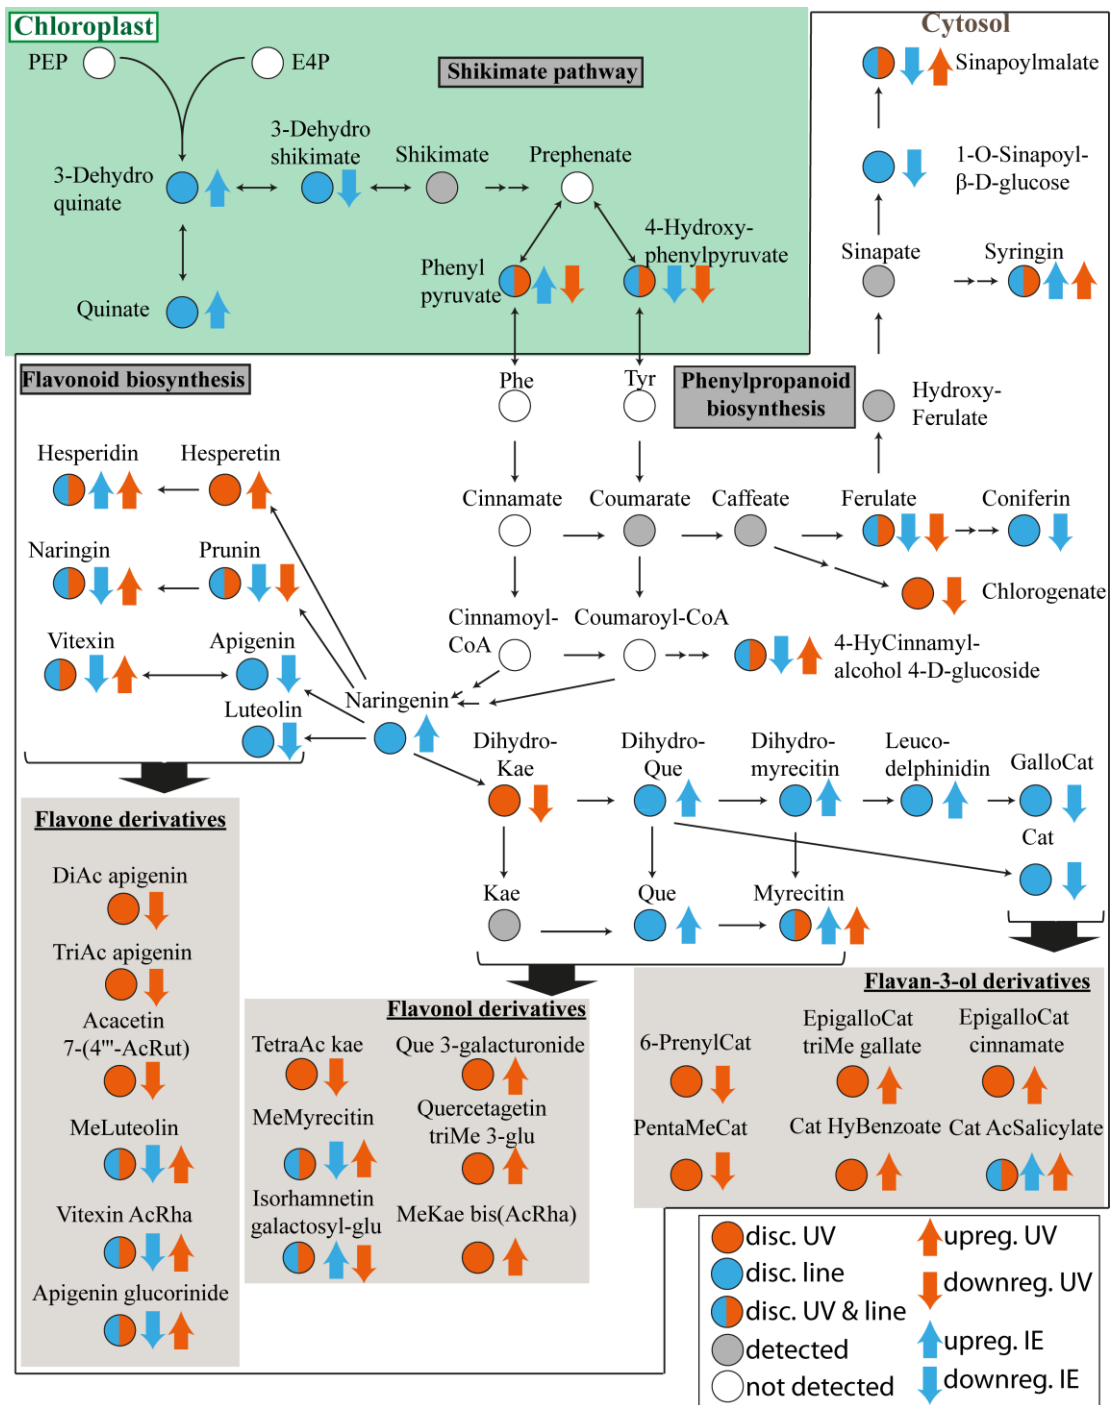 Chloroplast
Cytosol
PEP
E4P
Shikimate pathway
Sinapoylmalate
3-Dehydro
shikimate
Shikimate
Prephenate
1-O-Sinapoyl-
β-D-glucose
3-Dehydro
quinate
4-Hydroxy-
phenylpyruvate
Phenyl
pyruvate
Sinapate
Syringin
Quinate
Flavonoid biosynthesis
Phe
Tyr
Phenylpropanoid
biosynthesis
Hydroxy-
Ferulate
Hesperidin
Hesperetin
Cinnamate
Coumarate
Caffeate
Ferulate
Coniferin
Naringin
Prunin
Chlorogenate
Cinnamoyl-
CoA
Coumaroyl-CoA
Vitexin
Apigenin
4-HyCinnamyl-
alcohol 4-D-glucoside
Luteolin
Naringenin
Dihydro-
Kae
Dihydro-
Que
Dihydro-
myrecitin
Leuco-
delphinidin
GalloCat
Cat
Kae
Que
Myrecitin
Flavone derivatives
DiAc apigenin
TriAc apigenin
Acacetin
7-(4'''-AcRut)
MeLuteolin
Vitexin AcRha
Apigenin glucorinide
Flavonol derivatives
TetraAc kae
Que 3-galacturonide
MeMyrecitin
Quercetagetin
triMe 3-glu
Isorhamnetin
galactosyl-glu
MeKae bis(AcRha)
Flavan-3-ol derivatives
6-PrenylCat
EpigalloCat
triMe gallate
EpigalloCat
cinnamate
PentaMeCat
Cat HyBenzoate
Cat AcSalicylate
disc. UV
upreg. UV
disc. line
downreg. UV
disc. UV & line
detected
upreg. IE
not detected
downreg. IE